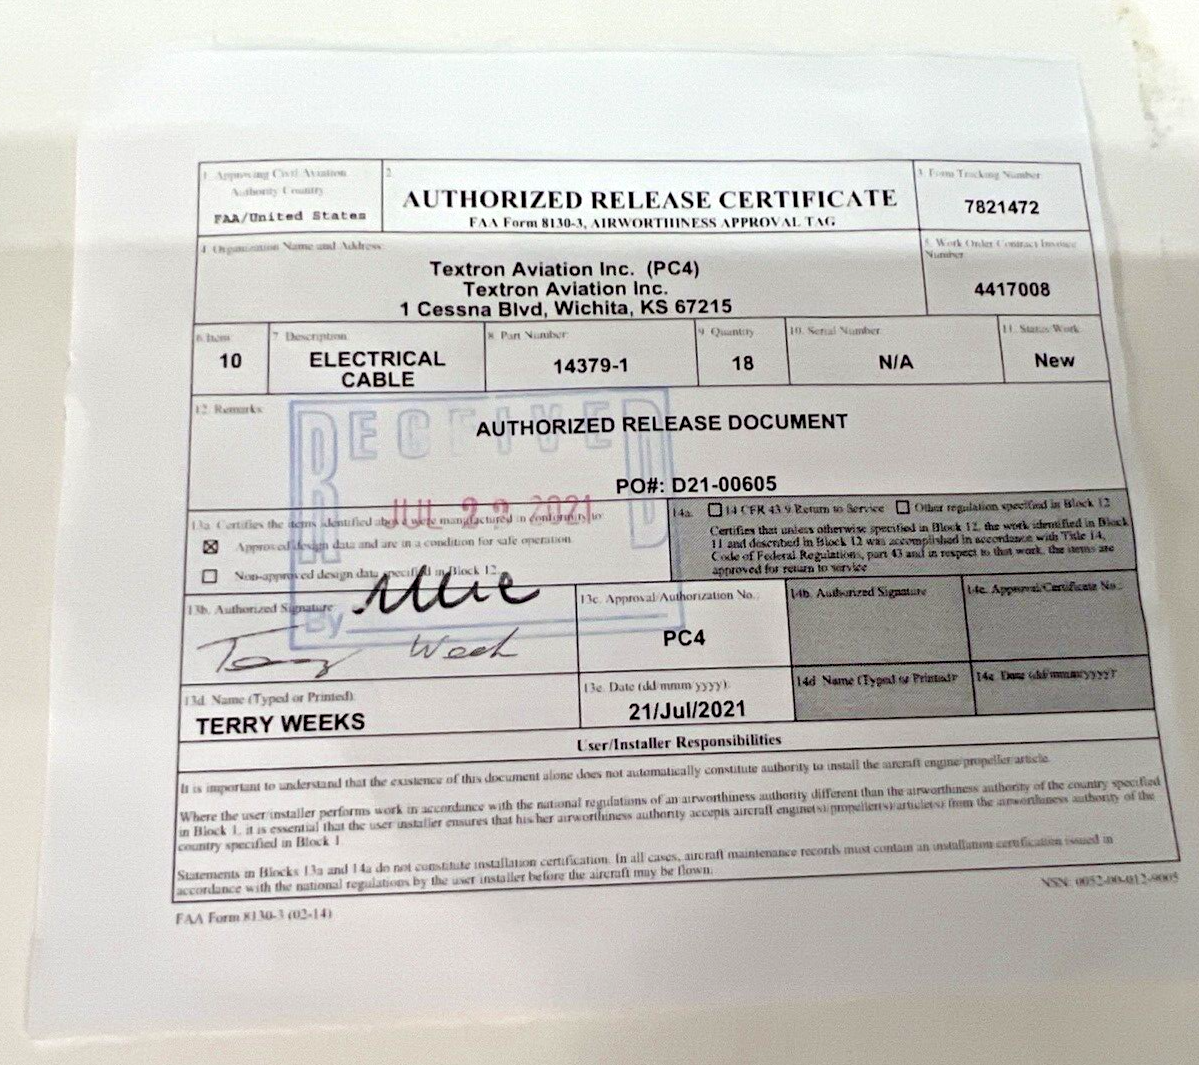 1. Approving Civil Aviation
Authority Country
FAA/United States
2.
AUTHORIZED RELEASE CERTIFICATE
FAA Form 8130-3, AIRWORTHINESS APPROVAL TAG
3. Form Tracking Number
7821472
4. Organization Name and Address:
Textron Aviation Inc. (PC4)
Textron Aviation Inc.
1 Cessna Blvd, Wichita, KS 67215
5. Work Order Contract Invoice
Number
4417008
6. Item
10
7. Description
ELECTRICAL
CABLE
8. Part Number
14379-1
9. Quantity
18
10. Serial Number
N/A
11. Status/Work
New
12. Remarks
AUTHORIZED RELEASE DOCUMENT
PO#: D21-00605
RECEIVED
JUL 22 2021
By
13a. Certifies the items identified above were manufactured in conformity to:
Approved design data and are in a condition for safe operation.
Non-approved design data specified in Block 12.
14a. 14 CFR 43.9 Return to Service Other regulation specified in Block 12
Certifies that unless otherwise specified in Block 12, the work identified in Block
11 and described in Block 12 was accomplished in accordance with Title 14,
Code of Federal Regulations, part 43 and in respect to that work, the items are
approved for return to service
13b. Authorized Signature:
Terry Weeks
13c. Approval/Authorization No.:
PC4
14b. Authorized Signature
14c. Approval/Certificate No.:
13d. Name (Typed or Printed):
TERRY WEEKS
13e. Date (dd/mmm/yyyy):
21/Jul/2021
14d. Name (Typed or Printed)
14e. Date (dd/mmm/yyyy)
User/Installer Responsibilities
It is important to understand that the existence of this document alone does not automatically constitute authority to install the aircraft engine/propeller/article.
Where the user/installer performs work in accordance with the national regulations of an airworthiness authority different than the airworthiness authority of the country specified
in Block 1, it is essential that the user installer ensures that his/her airworthiness authority accepts aircraft engine(s)/propeller(s)/article(s) from the airworthiness authority of the
country specified in Block 1
Statements in Blocks 13a and 14a do not constitute installation certification. In all cases, aircraft maintenance records must contain an installation certification issued in
accordance with the national regulations by the user installer before the aircraft may be flown.
FAA Form 8130-3 (02-14)
NSN: 0052-00-012-9005